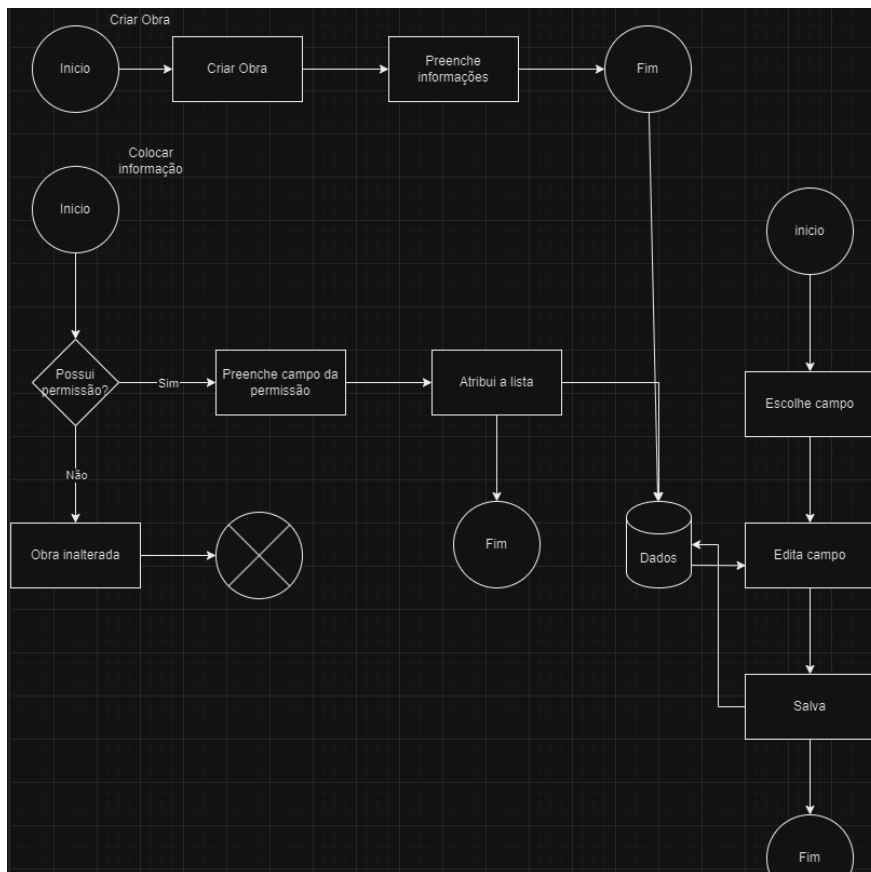 Criar Obra
Inicio
Criar Obra
Preenche
informações
Fim
Colocar
informação
Inicio
inicio
Possui
permissão?
Sim
Preenche campo da
permissão
Atribui a lista
Escolhe campo
Não
Obra inalterada
Fim
Dados
Edita campo
Salva
Fim